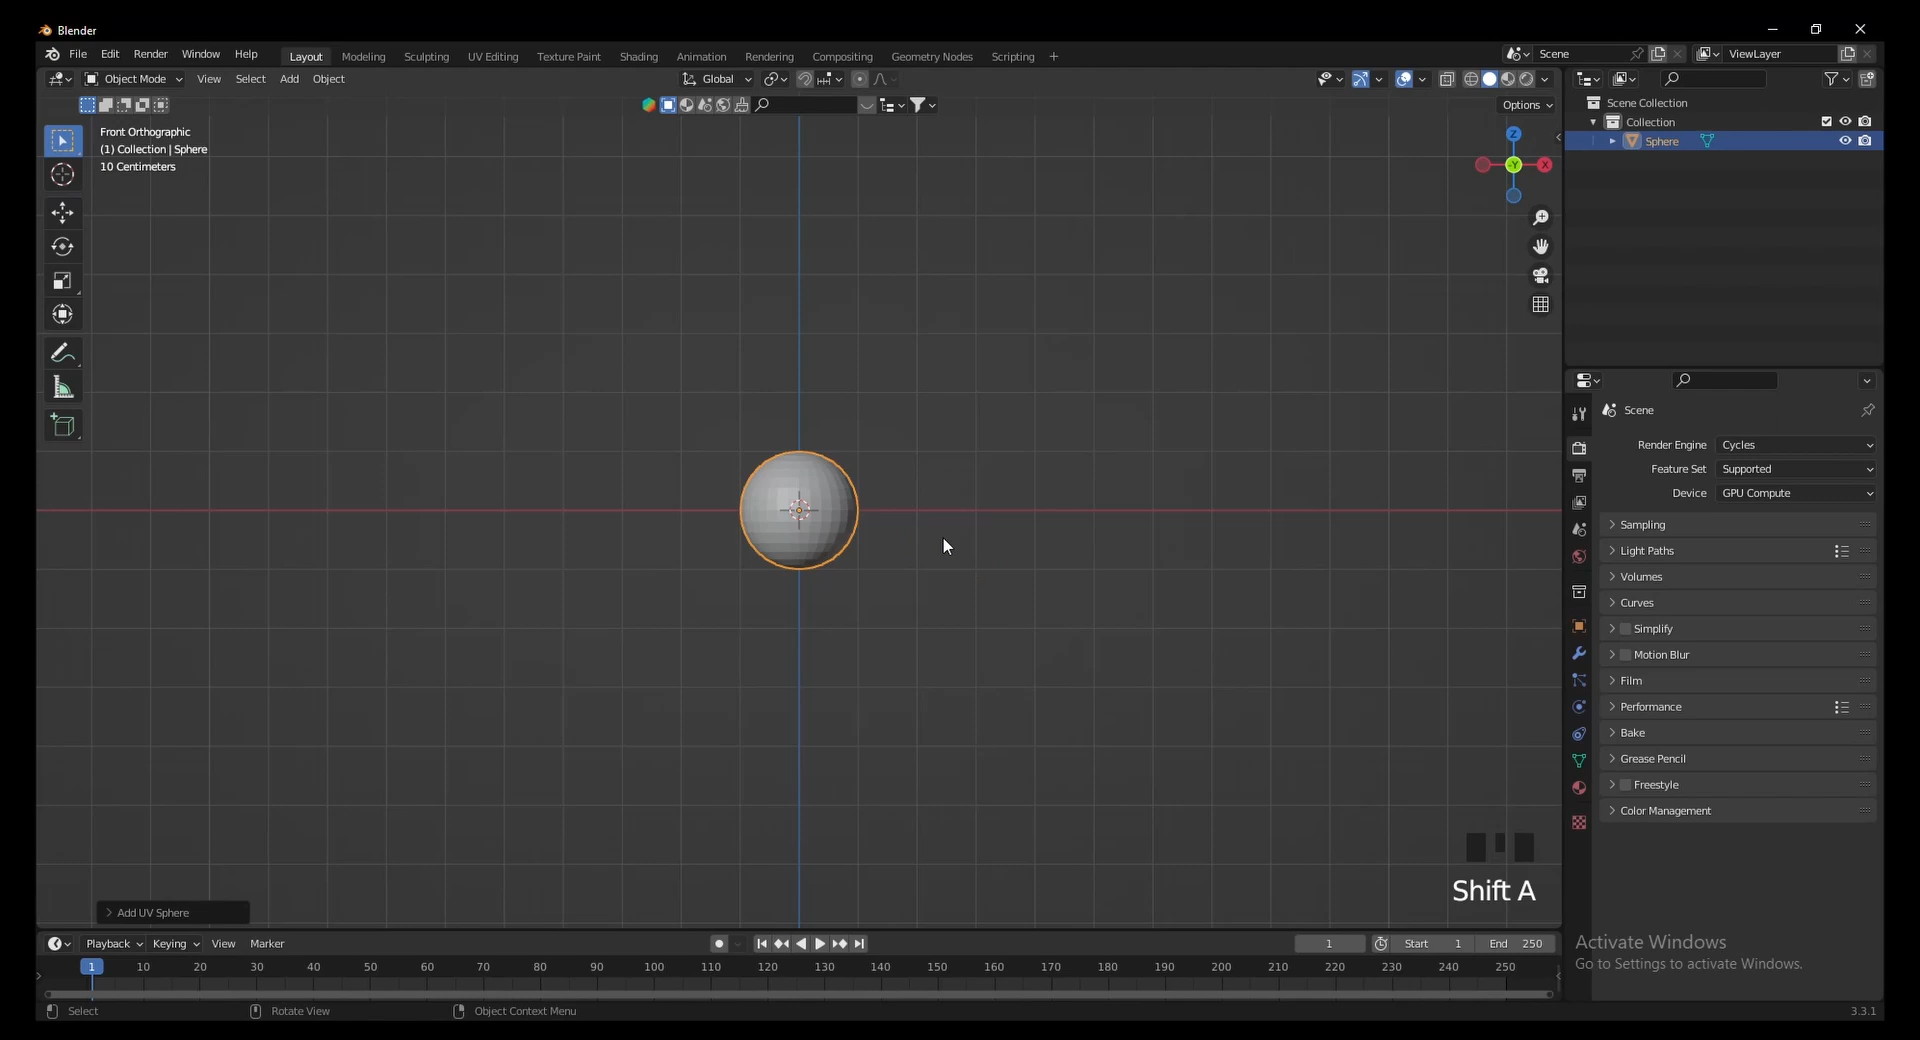 Blender
File Edit Render Window Help Layout Modeling Sculpting UV Editing Texture Paint Shading Animation Rendering Compositing Geometry Nodes Scripting + Scene ViewLayer
Object Mode View Select Add Object Global
Options
Front Orthographic
(1) Collection | Sphere
10 Centimeters
Z
-Y
X
Scene Collection
Collection
Sphere
Scene
Render Engine Cycles
Feature Set Supported
Device GPU Compute
Sampling
Light Paths
Volumes
Curves
Simplify
Motion Blur
Film
Performance
Bake
Grease Pencil
Freestyle
Color Management
Shift A
Add UV Sphere
Playback Keying View Marker 1 Start 1 End 250
1 10 20 30 40 50 60 70 80 90 100 110 120 130 140 150 160 170 180 190 200 210 220 230 240 250
Activate Windows
Go to Settings to activate Windows.
Select Rotate View Object Context Menu 3.3.1